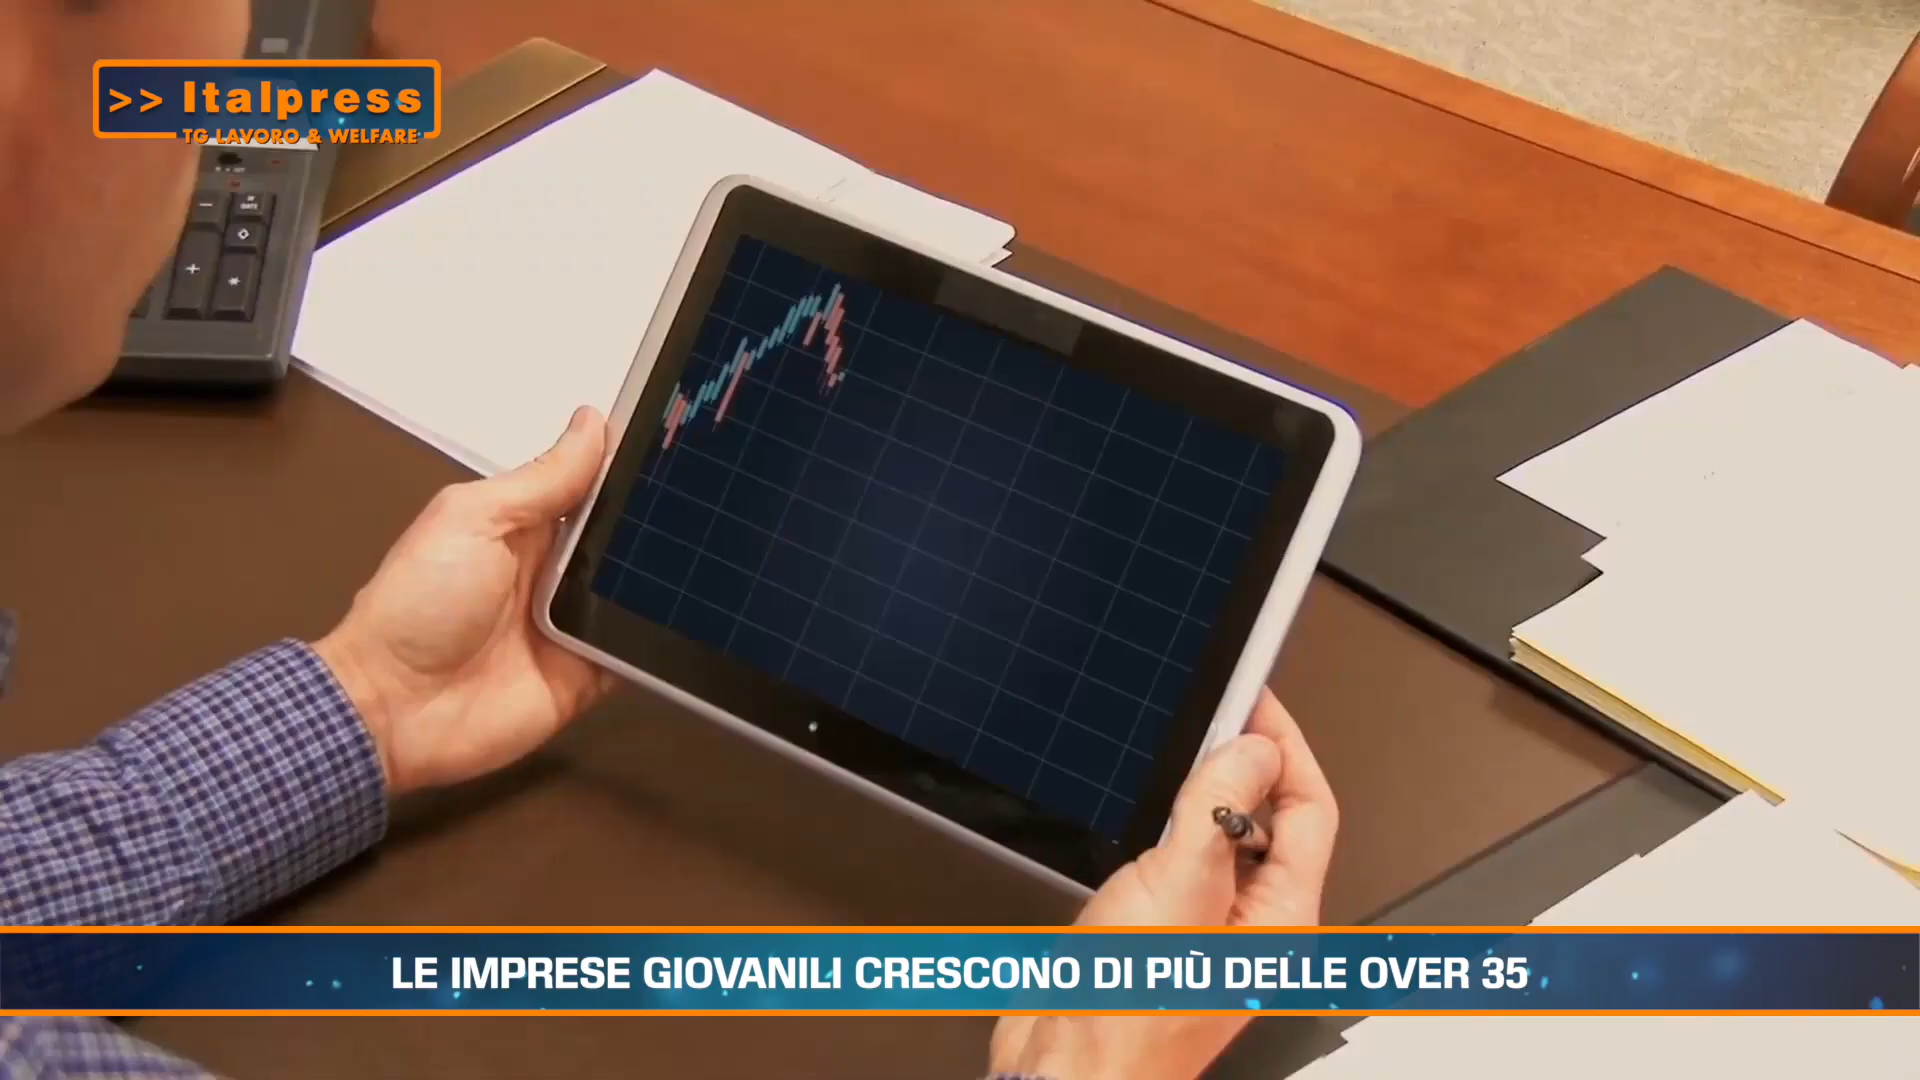 >> Italpress
TG LAVORO & WELFARE
LE IMPRESE GIOVANILI CRESCONO DI PIÙ DELLE OVER 35